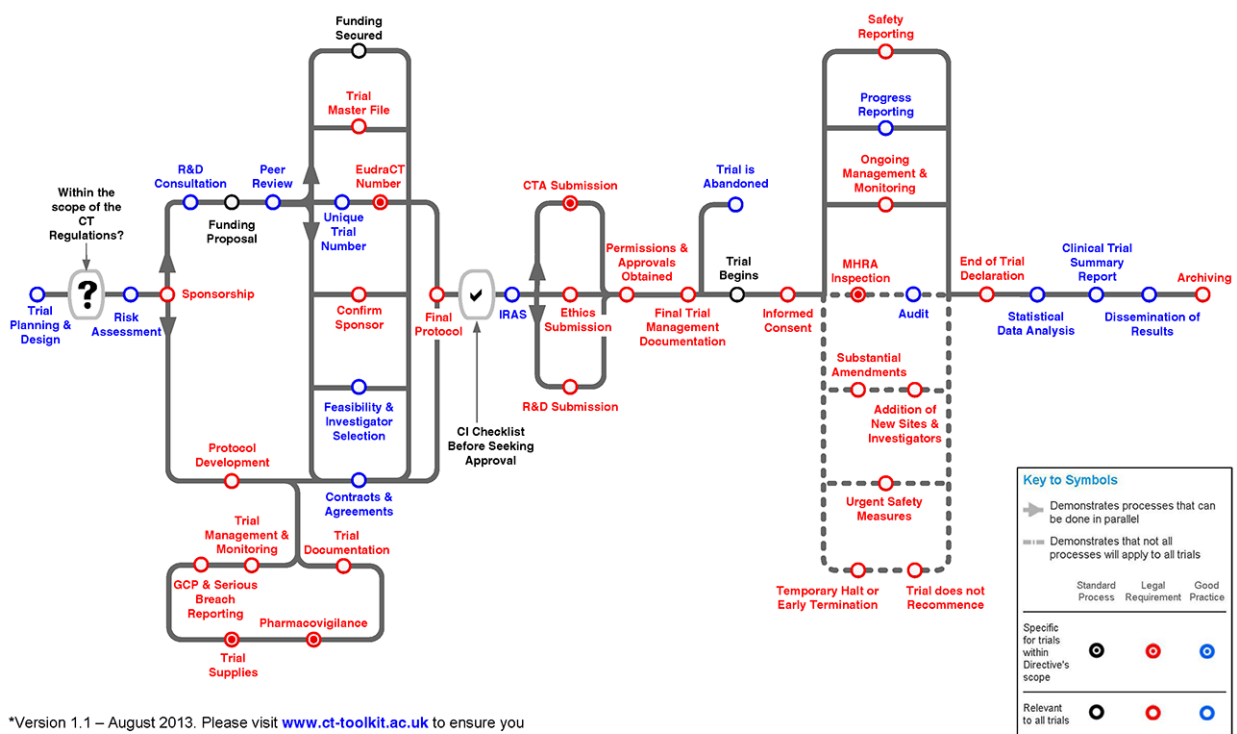 Within the
scope of the
CT
Regulations?
Trial
Planning &
Design
?
Risk
Assessment
Sponsorship
R&D
Consultation
Funding
Proposal
Peer
Review
Funding
Secured
Trial
Master File
Unique
Trial
Number
EudraCT
Number
Confirm
Sponsor
Feasibility &
Investigator
Selection
Contracts &
Agreements
Protocol
Development
Trial
Management &
Monitoring
Trial
Documentation
GCP & Serious
Breach
Reporting
Pharmacovigilance
Trial
Supplies
Final
Protocol
CI Checklist
Before Seeking
Approval
IRAS
CTA Submission
Ethics
Submission
R&D Submission
Permissions &
Approvals
Obtained
Final Trial
Management
Documentation
Trial is
Abandoned
Trial
Begins
Informed
Consent
Safety
Reporting
Progress
Reporting
Ongoing
Management &
Monitoring
MHRA
Inspection
Audit
Substantial
Amendments
Addition of
New Sites &
Investigators
Urgent Safety
Measures
Temporary Halt or
Early Termination
Trial does not
Recommence
End of Trial
Declaration
Statistical
Data Analysis
Clinical Trial
Summary
Report
Dissemination of
Results
Archiving
Key to Symbols
Demonstrates processes that can
be done in parallel
Demonstrates that not all
processes will apply to all trials
Standard
Process
Legal
Requirement
Good
Practice
Specific
for trials
within
Directive's
scope
Relevant
to all trials
*Version 1.1 – August 2013. Please visit www.ct-toolkit.ac.uk to ensure you